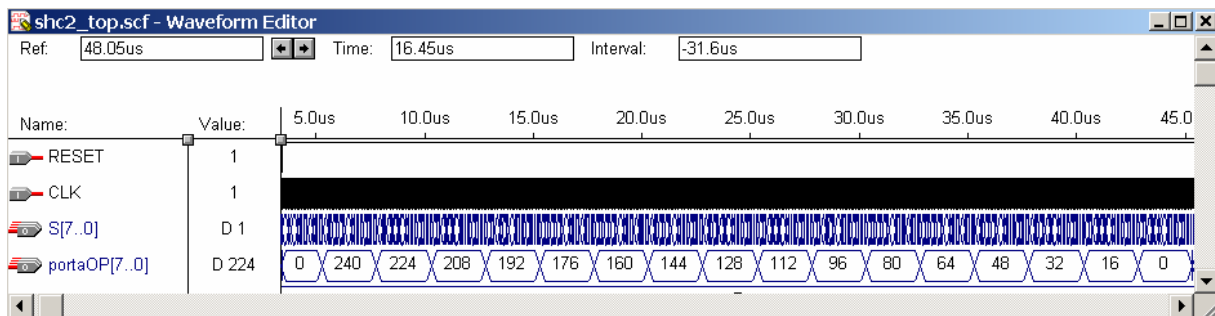 shc2_top.scf - Waveform Editor
Ref: 48.05us Time: 16.45us Interval: -31.6us
Name: Value: 5.0us 10.0us 15.0us 20.0us 25.0us 30.0us 35.0us 40.0us 45.0
RESET 1
CLK 1
S[7..0] D 1
portaOP[7..0] D 224 0 240 224 208 192 176 160 144 128 112 96 80 64 48 32 16 0